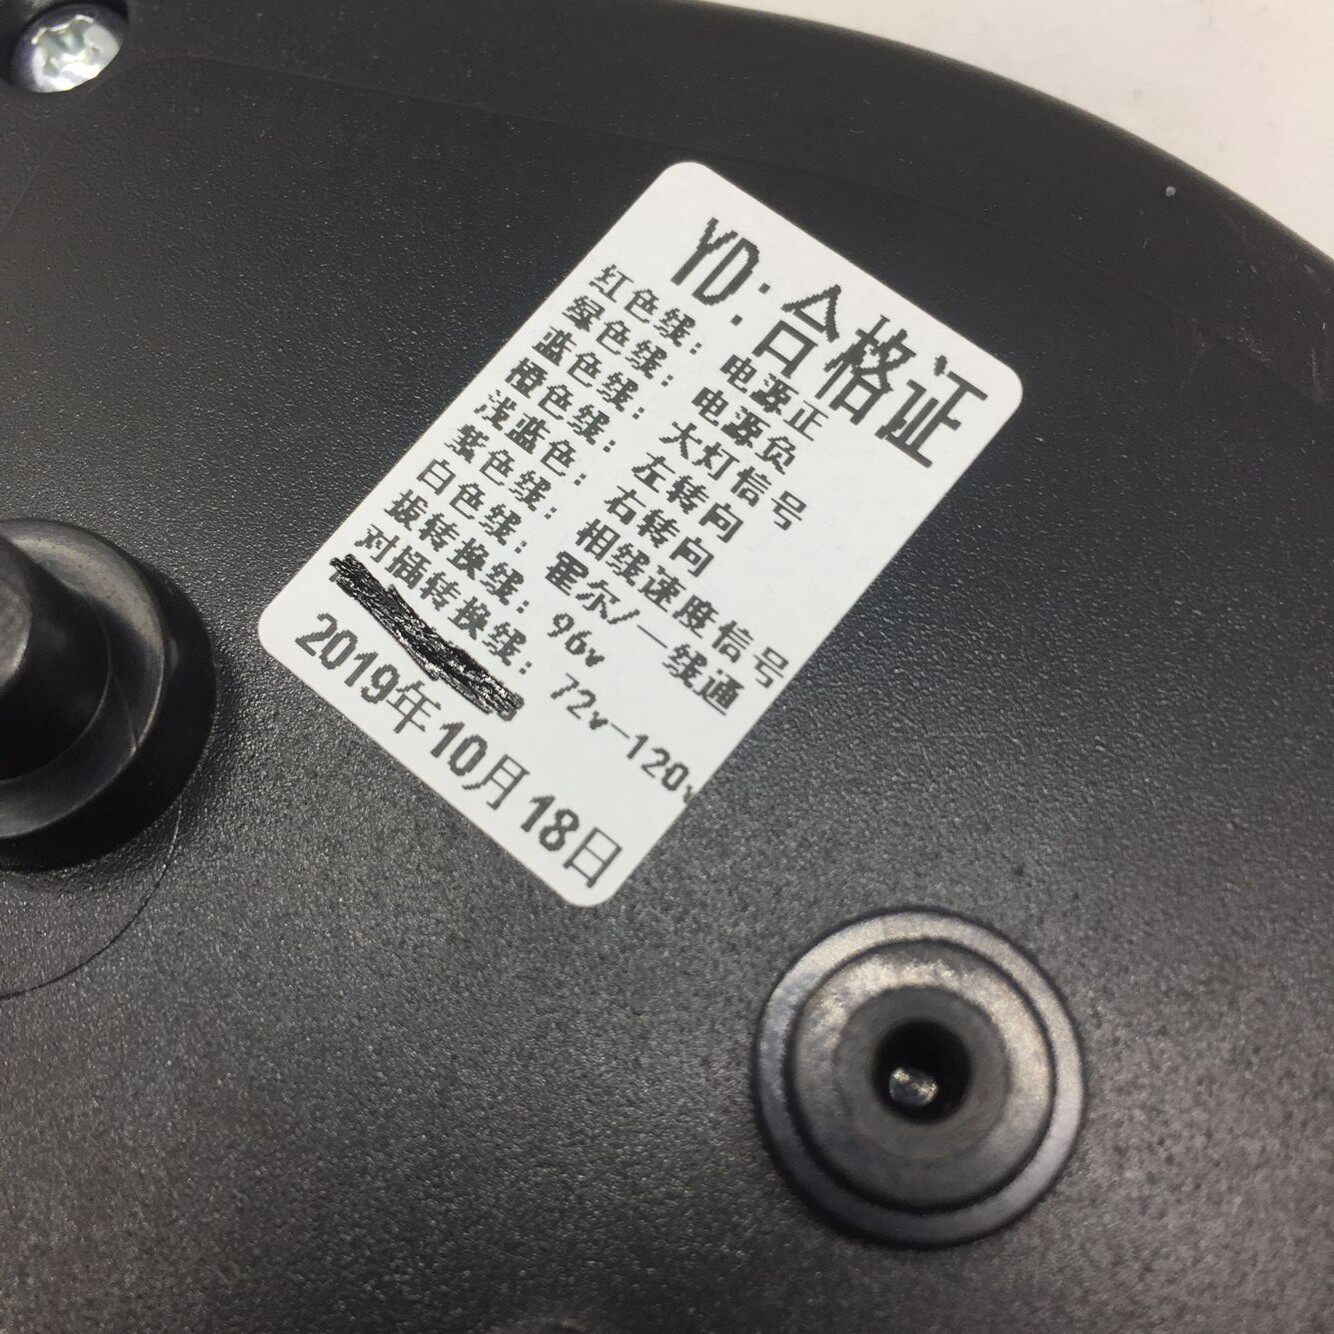 YD:合格证
红色线：电源正
绿色线：电源负
蓝色线：大灯信号
橙色线：左转向
浅蓝色：右转向
紫色线：相线速度信号
白色线：霍尔/一线通
拔转换线：96v
对插转换线：72v-120v
2019年10月18日